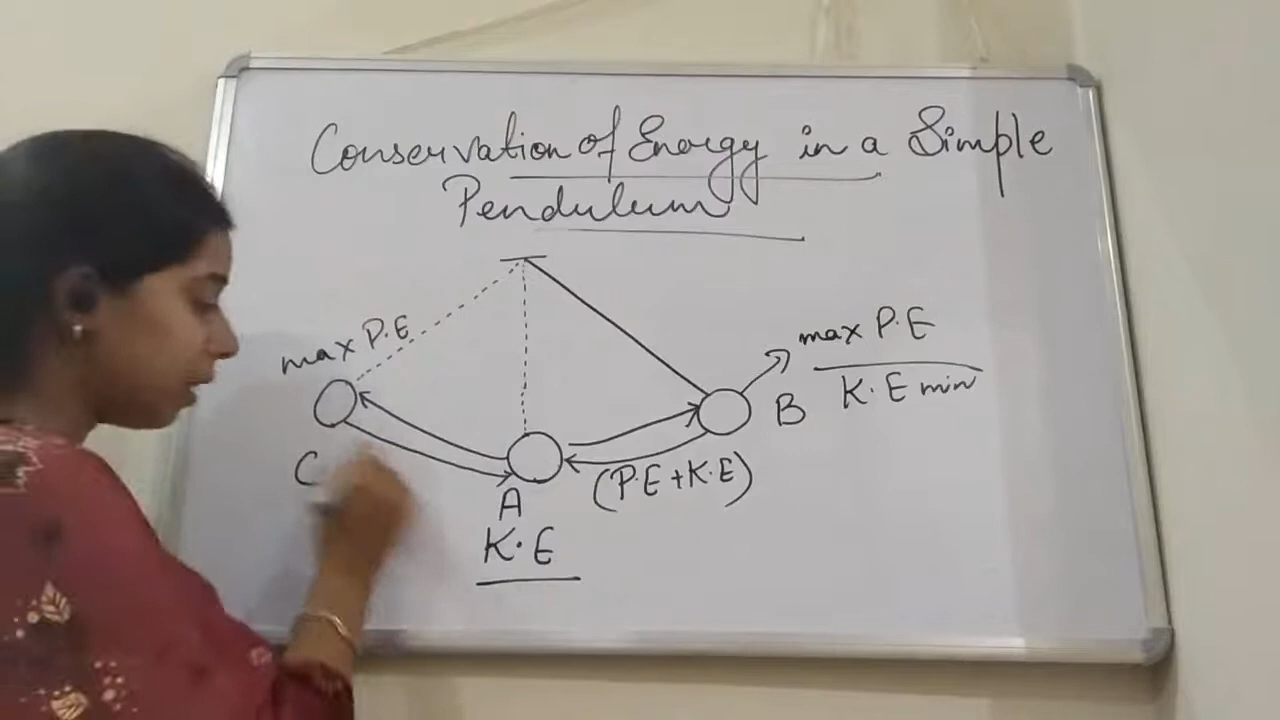 Conservation of Energy in a Simple
Pendulum
max P.E
max P.E
K.E min
B
C
(P.E + K.E)
A
K.E